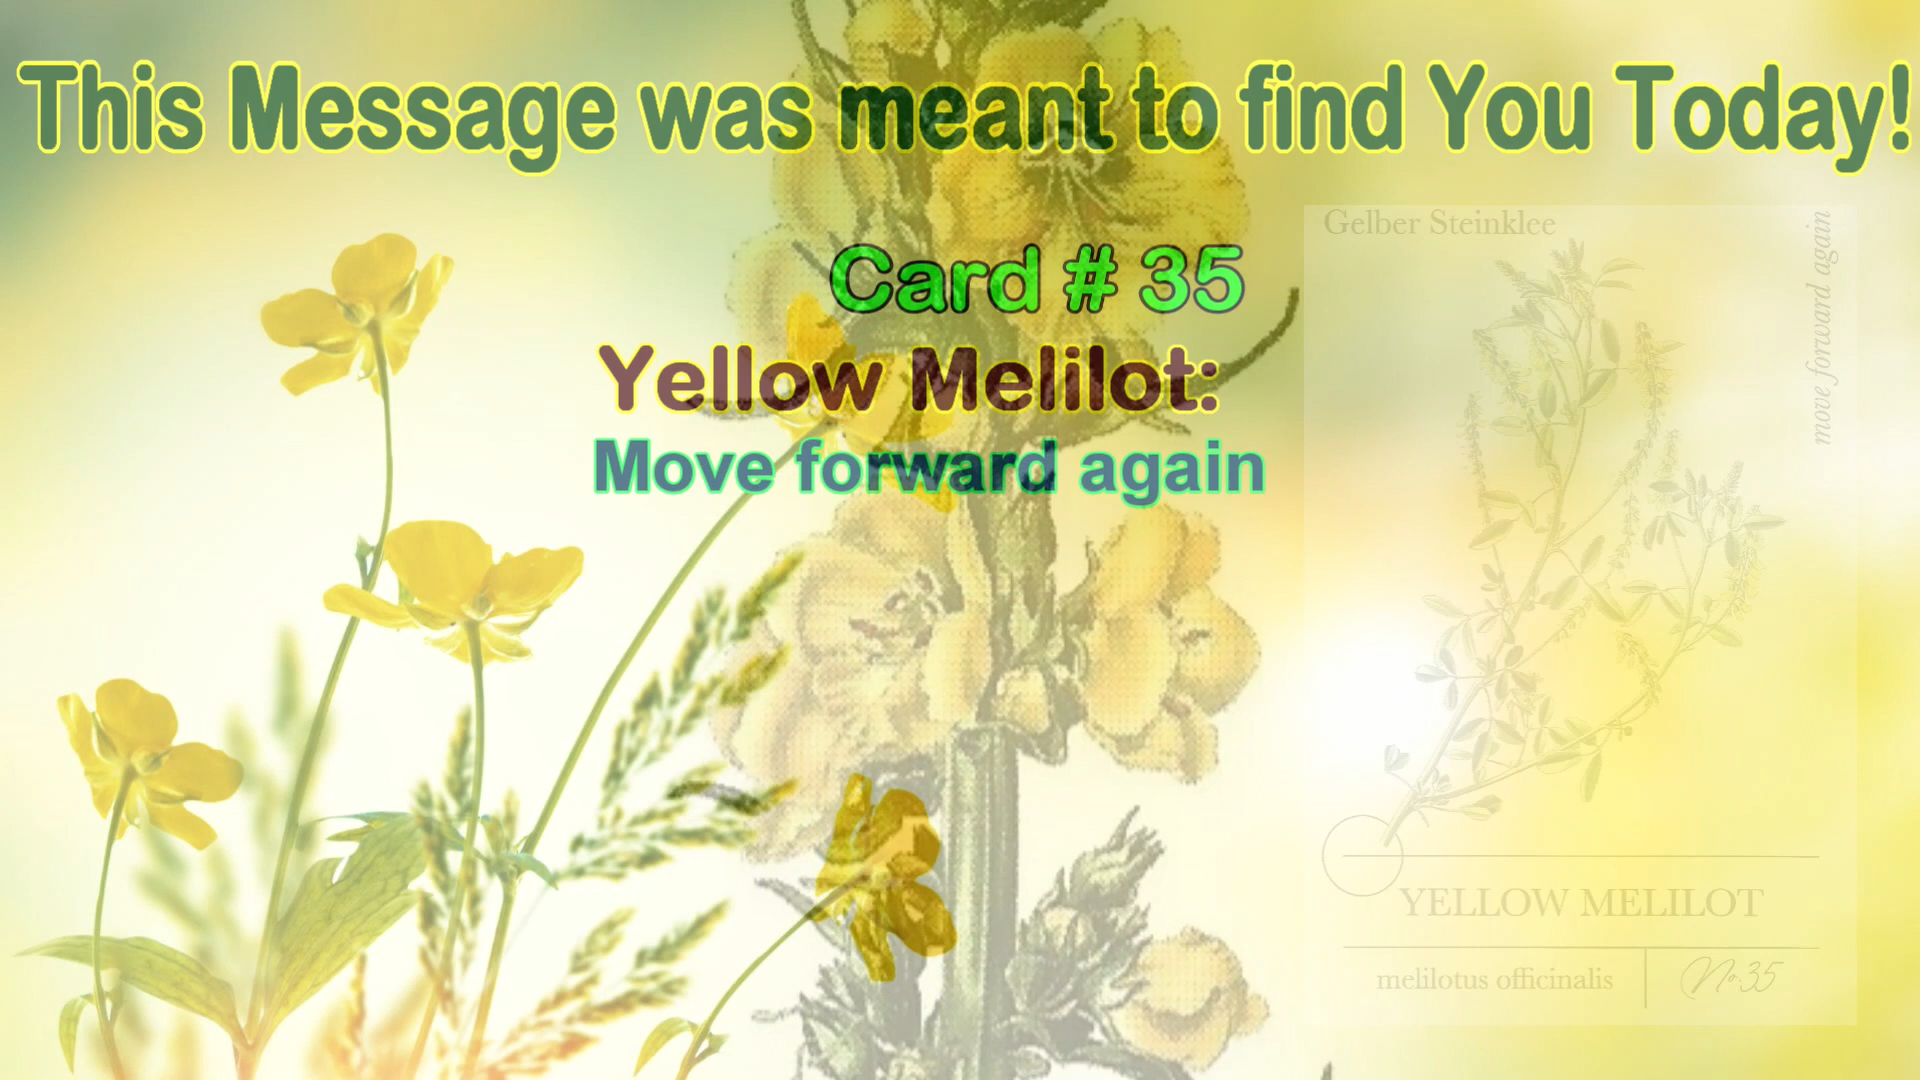 This Message was meant to find You Today!
Card # 35
Yellow Melilot:
Move forward again
Gelber Steinklee
move forward again
YELLOW MELILOT
melilotus officinalis
No.35